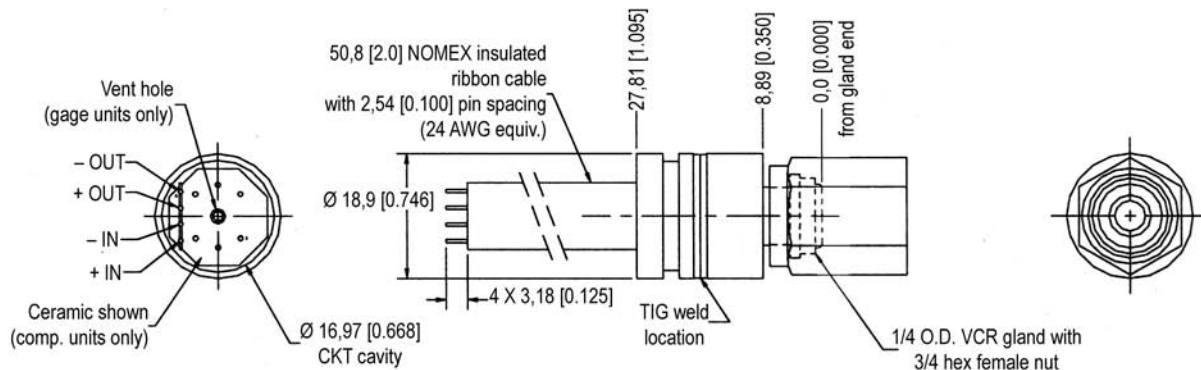 50,8 [2.0] NOMEX insulated
ribbon cable
with 2,54 [0.100] pin spacing
(24 AWG equiv.)
27,81 [1.095]
8,89 [0.350]
0,0 [0.000]
from gland end
Vent hole
(gage units only)
– OUT
+ OUT
– IN
+ IN
Ceramic shown
(comp. units only)
Ø 16,97 [0.668]
CKT cavity
Ø 18,9 [0.746]
4 X 3,18 [0.125]
TIG weld
location
1/4 O.D. VCR gland with
3/4 hex female nut